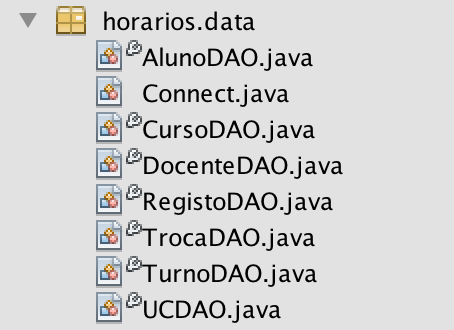 horarios.data
AlunoDAO.java
Connect.java
CursoDAO.java
DocenteDAO.java
RegistoDAO.java
TrocaDAO.java
TurnoDAO.java
UCDAO.java